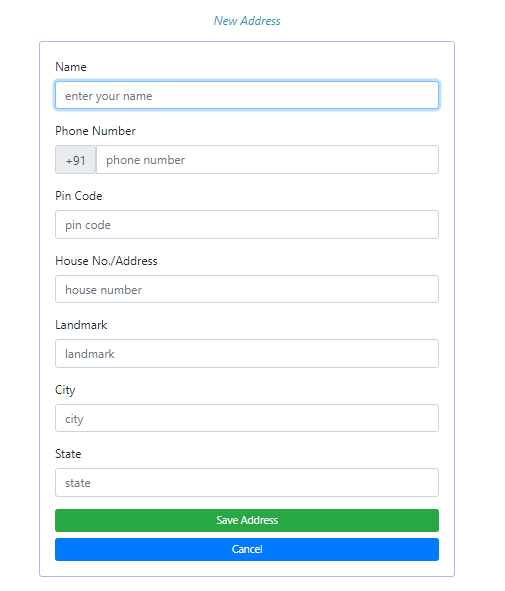 New Address
Name
enter your name
Phone Number
+91 phone number
Pin Code
pin code
House No./Address
house number
Landmark
landmark
City
city
State
state
Save Address
Cancel